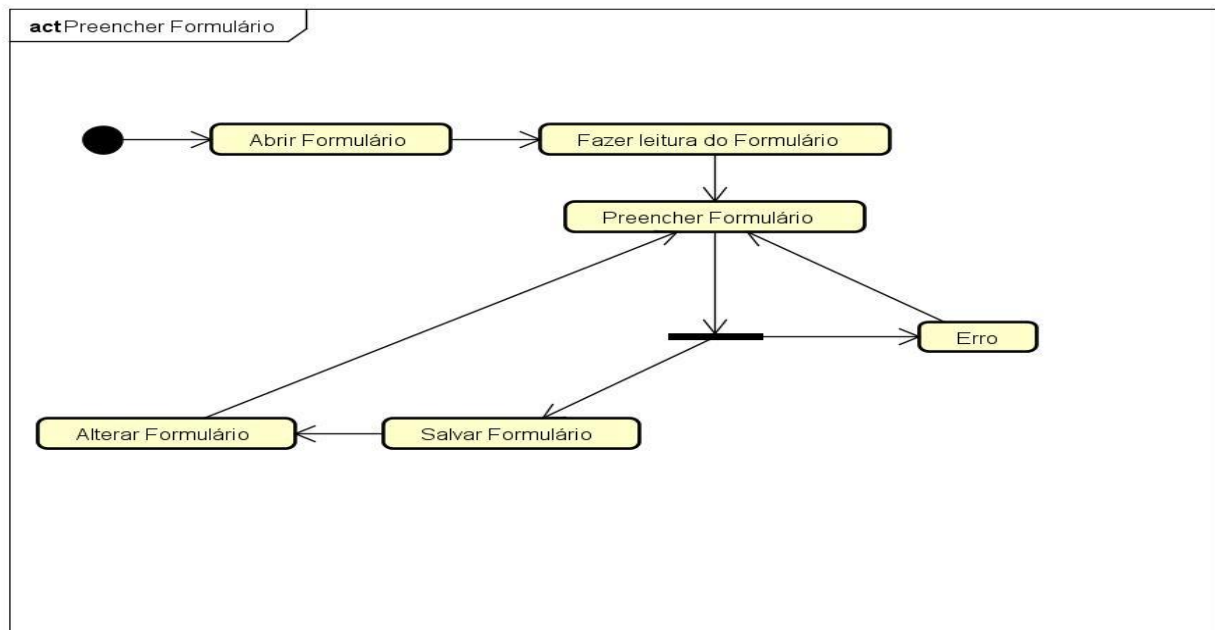 act Preencher Formulário
Abrir Formulário
Fazer leitura do Formulário
Preencher Formulário
Erro
Alterar Formulário
Salvar Formulário